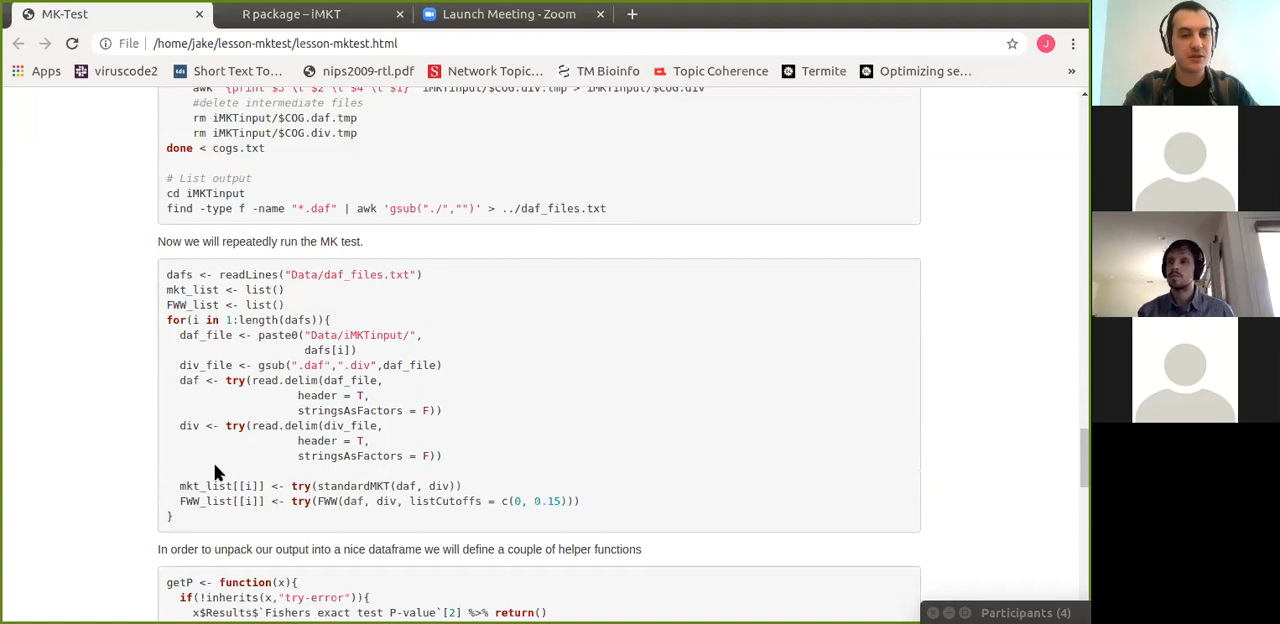 MK-Test
R package – iMKT
Launch Meeting - Zoom
File
/home/jake/lesson-mktest/lesson-mktest.html
J
Apps
viruscode2
Short Text To…
nips2009-rtl.pdf
Network Topic…
TM Bioinfo
Topic Coherence
Termite
Optimizing se…
»
#delete intermediate files
rm iMKTinput/$COG.daf.tmp
rm iMKTinput/$COG.div.tmp
done < cogs.txt
# List output
cd iMKTinput
find -type f -name "*.daf" | awk 'gsub("./","")' > ../daf_files.txt
Now we will repeatedly run the MK test.
dafs <- readLines("Data/daf_files.txt")
mkt_list <- list()
FWW_list <- list()
for(i in 1:length(dafs)){
daf_file <- paste0("Data/iMKTinput/",
dafs[i])
div_file <- gsub(".daf",".div",daf_file)
daf <- try(read.delim(daf_file,
header = T,
stringsAsFactors = F))
div <- try(read.delim(div_file,
header = T,
stringsAsFactors = F))
mkt_list[[i]] <- try(standardMKT(daf, div))
FWW_list[[i]] <- try(FWW(daf, div, listCutoffs = c(0, 0.15)))
}
In order to unpack our output into a nice dataframe we will define a couple of helper functions
getP <- function(x){
if(!inherits(x,"try-error")){
x$Results$`Fishers exact test P-value`[2] %>% return()
Participants (4)